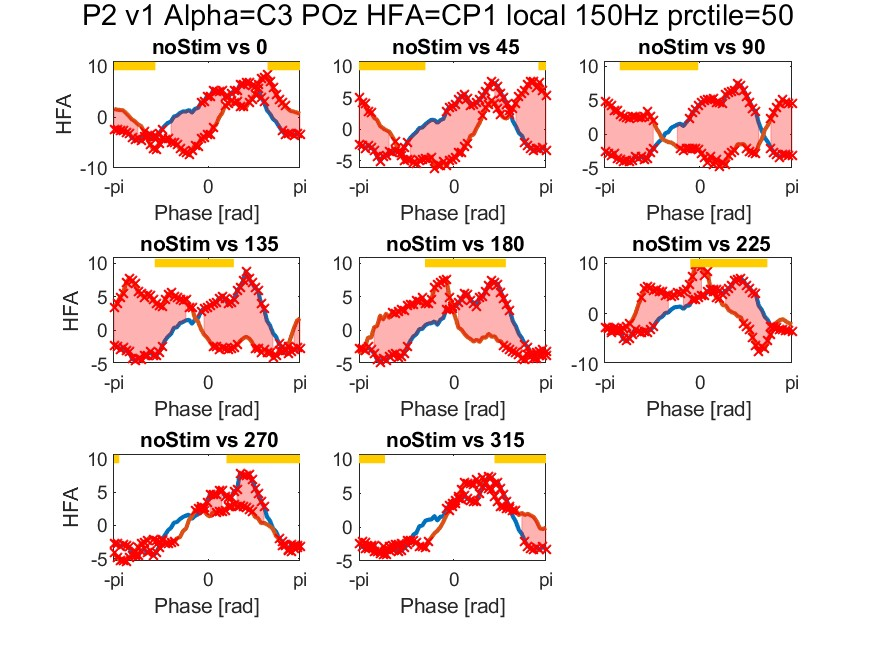 P2 v1 Alpha=C3 POz HFA=CP1 local 150Hz prctile=50
noStim vs 0
noStim vs 45
noStim vs 90
HFA
10
0
-10
-pi
0
pi
Phase [rad]
10
5
0
-5
-pi
0
pi
Phase [rad]
10
5
0
-5
-pi
0
pi
Phase [rad]
noStim vs 135
noStim vs 180
noStim vs 225
HFA
10
5
0
-5
-pi
0
pi
Phase [rad]
10
5
0
-5
-pi
0
pi
Phase [rad]
10
0
-10
-pi
0
pi
Phase [rad]
noStim vs 270
noStim vs 315
HFA
10
5
0
-5
-pi
0
pi
Phase [rad]
10
5
0
-5
-pi
0
pi
Phase [rad]